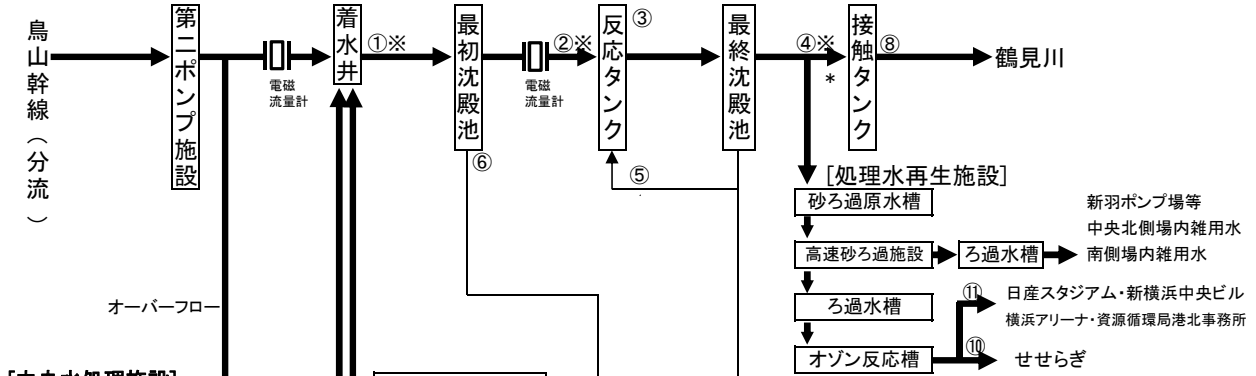 鳥山幹線（分流）
第二ポンプ施設
電磁
流量計
着水井
①※
最初沈殿池
⑥
電磁
流量計
②※
反応タンク
③
⑤
最終沈殿池
④※
*
接触タンク
⑧
鶴見川
[処理水再生施設]
砂ろ過原水槽
高速砂ろ過施設
ろ過水槽
新羽ポンプ場等
中央北側場内雑用水
南側場内雑用水
ろ過水槽
⑪
日産スタジアム・新横浜中央ビル
横浜アリーナ・資源循環局港北事務所
オゾン反応槽
⑩
せせらぎ
オーバーフロー
[中央水処理施設]